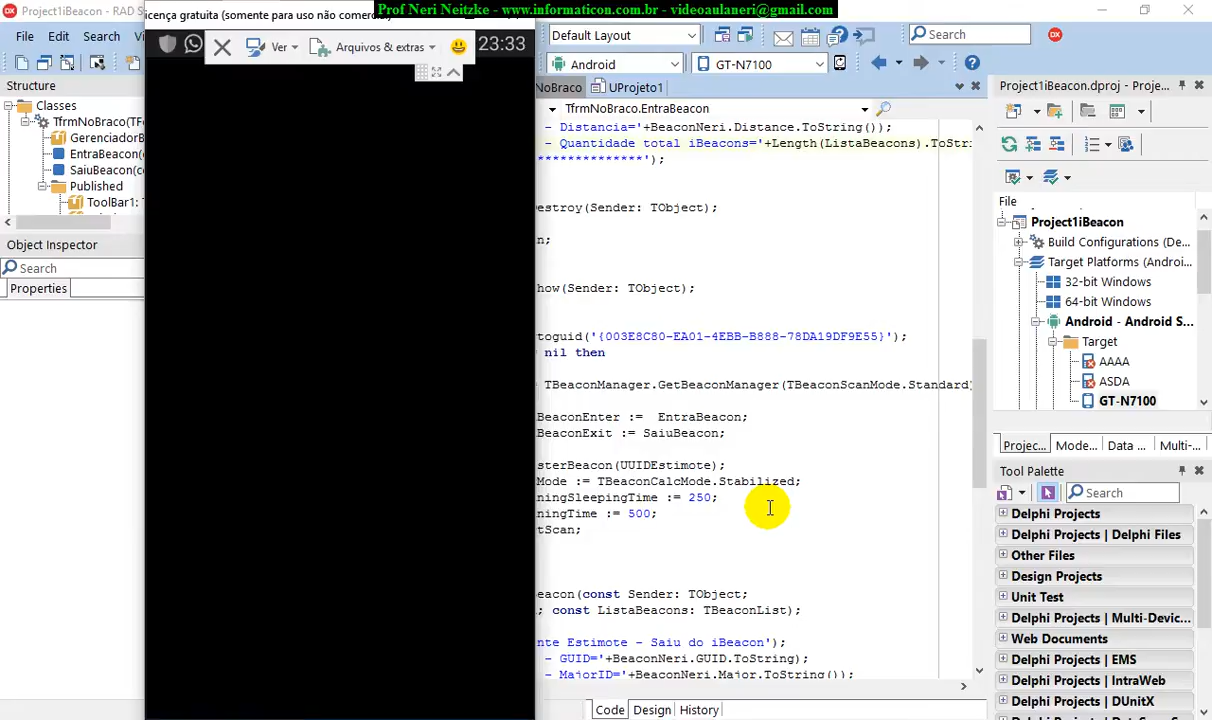 Prof Neri Neitzke - www.informaticon.com.br - videoaulaneri@gmail.com
icença gratuita (somente para uso não comercial
23:33
Ver
Arquivos & extras
File Edit Search
Default Layout
Search
Android
GT-N7100
Structure
Classes
TfrmNoBraco(TFo
GerenciadorB
EntraBeacon(c
SaiuBeacon(co
Published
ToolBar1: T
Object Inspector
Search
Properties
NoBraco
UProjeto1
TfrmNoBraco.EntraBeacon
- Distancia='+BeaconNeri.Distance.ToString());
- Quantidade total iBeacons='+Length(ListaBeacons).ToStri
**************');
estroy(Sender: TObject);
n;
how(Sender: TObject);
toguid('{003E8C80-EA01-4EBB-B888-78DA19DF9E55}');
nil then
TBeaconManager.GetBeaconManager(TBeaconScanMode.Standard)
BeaconEnter := EntraBeacon;
BeaconExit := SaiuBeacon;
sterBeacon(UUIDEstimote);
Mode := TBeaconCalcMode.Stabilized;
ningSleepingTime := 250;
ningTime := 500;
tScan;
eacon(const Sender: TObject;
; const ListaBeacons: TBeaconList);
nte Estimote - Saiu do iBeacon');
- GUID='+BeaconNeri.GUID.ToString);
- MajorID='+BeaconNeri.Major.ToString());
Code Design History
Project1iBeacon.dproj - Proje...
File
Project1iBeacon
Build Configurations (De...
Target Platforms (Androi...
32-bit Windows
64-bit Windows
Android - Android S...
Target
AAAA
ASDA
GT-N7100
Projec... Mode... Data ... Multi-...
Tool Palette
Search
Delphi Projects
Delphi Projects | Delphi Files
Other Files
Design Projects
Unit Test
Delphi Projects | Multi-Devic...
Web Documents
Delphi Projects | EMS
Delphi Projects | IntraWeb
Delphi Projects | DUnitX